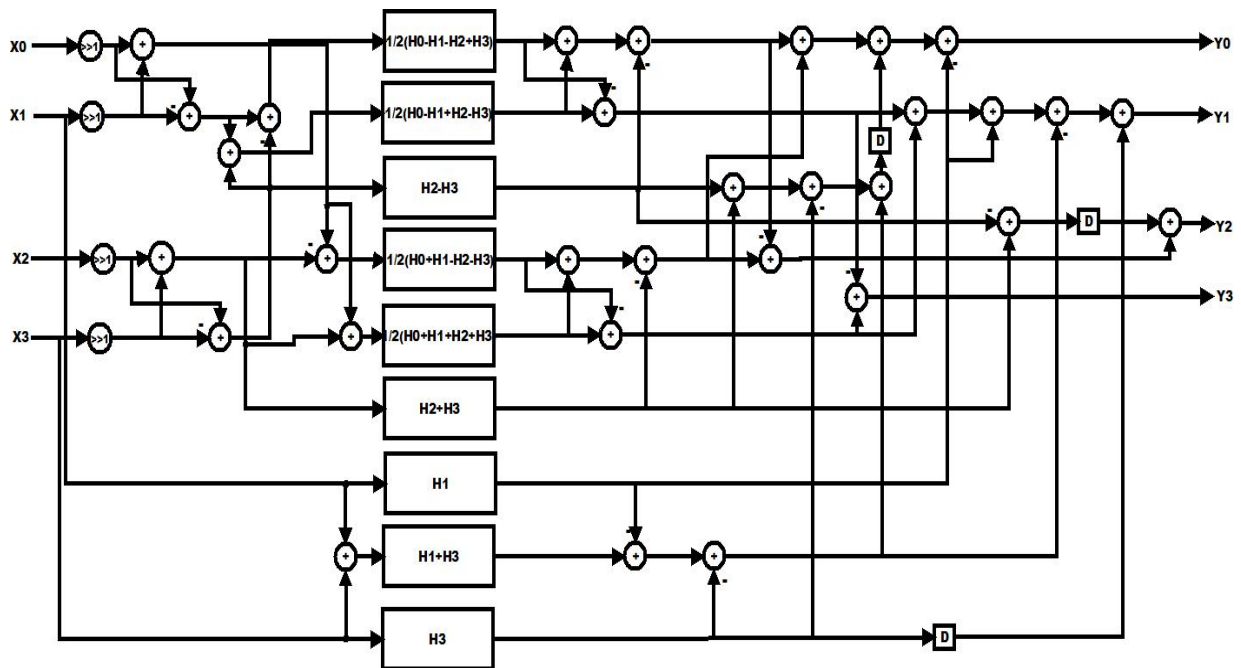 X0
>>1
+
+
1/2(H0-H1-H2+H3)
+
+
+
+
+
Y0
X1
>>1
+
+
+
1/2(H0-H1+H2-H3)
+
+
+
+
+
Y1
D
H2-H3
+
+
+
+
D
+
Y2
X2
>>1
+
+
1/2(H0+H1-H2-H3)
+
+
+
+
Y3
X3
>>1
+
+
1/2(H0+H1+H2+H3
+
H2+H3
H1
+
H1+H3
+
+
H3
D